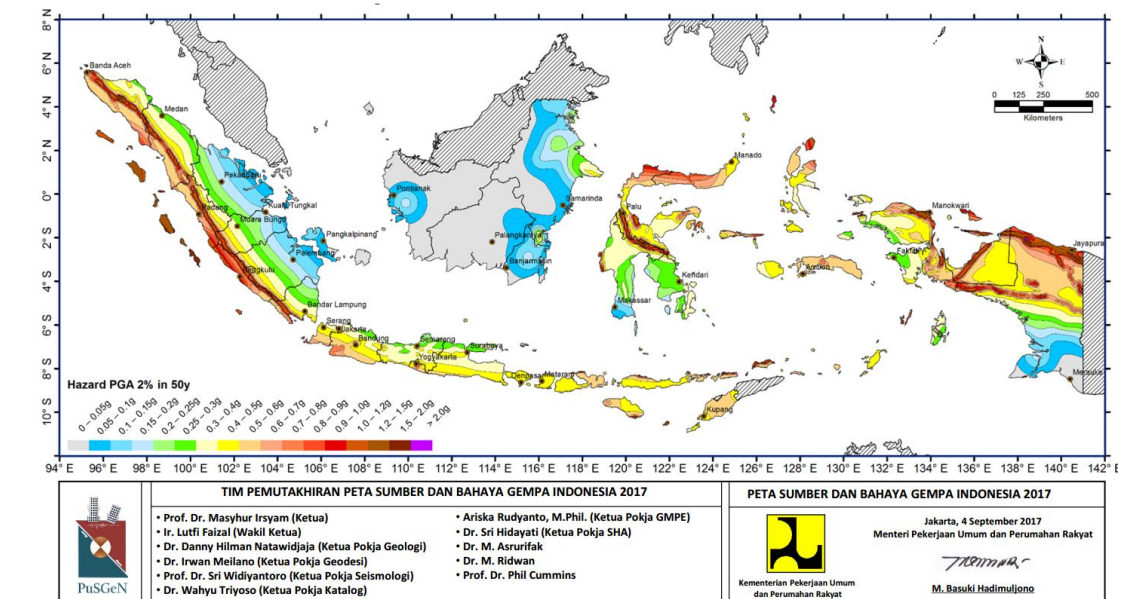 8° N
6° N
4° N
2° N
0°
2° S
4° S
6° S
8° S
10° S
N
W
E
S
0 125 250 500
Kilometers
Banda Aceh
Medan
Pekanbaru
Padang
Kuala Tungkal
Muara Bungo
Pangkalpinang
Palembang
Bengkulu
Bandar Lampung
Serang
Jakarta
Bandung
Semarang
Yogyakarta
Surabaya
Denpasar
Mataram
Kupang
Pontianak
Palangkaraya
Banjarmasin
Samarinda
Manado
Palu
Kendari
Makassar
Ambon
Fakfak
Manokwari
Jayapura
Merauke
Hazard PGA 2% in 50y
0 – 0.05g
0.05 – 0.1g
0.1 – 0.15g
0.15 - 0.2g
0.2 – 0.25g
0.25 – 0.3g
0.3 – 0.4g
0.4 – 0.5g
0.5 – 0.6g
0.6 – 0.7g
0.7 – 0.8g
0.8 – 0.9g
0.9 – 1.0g
1.0 – 1.2g
1.2 – 1.5g
1.5 - 2.0g
> 2.0g
94° 96° 98° 100° 102° 104° 106° 108° 110° 112° 114° 116° 118° 120° 122° 124° 126° 128° 130° 132° 134° 136° 138° 140° 142° E
PuSGeN
TIM PEMUTAKHIRAN PETA SUMBER DAN BAHAYA GEMPA INDONESIA 2017
• Prof. Dr. Masyhur Irsyam (Ketua)
• Ir. Lutfi Faizal (Wakil Ketua)
• Dr. Danny Hilman Natawidjaja (Ketua Pokja Geologi)
• Dr. Irwan Meilano (Ketua Pokja Geodesi)
• Prof. Dr. Sri Widiyantoro (Ketua Pokja Seismologi)
• Dr. Wahyu Triyoso (Ketua Pokja Katalog)
• Ariska Rudyanto, M.Phil. (Ketua Pokja GMPE)
• Dr. Sri Hidayati (Ketua Pokja SHA)
• Dr. M. Asrurifak
• Dr. M. Ridwan
• Prof. Dr. Phil Cummins
PETA SUMBER DAN BAHAYA GEMPA INDONESIA 2017
Kementerian Pekerjaan Umum
dan Perumahan Rakyat
Jakarta, 4 September 2017
Menteri Pekerjaan Umum dan Perumahan Rakyat
M. Basuki Hadimuljono